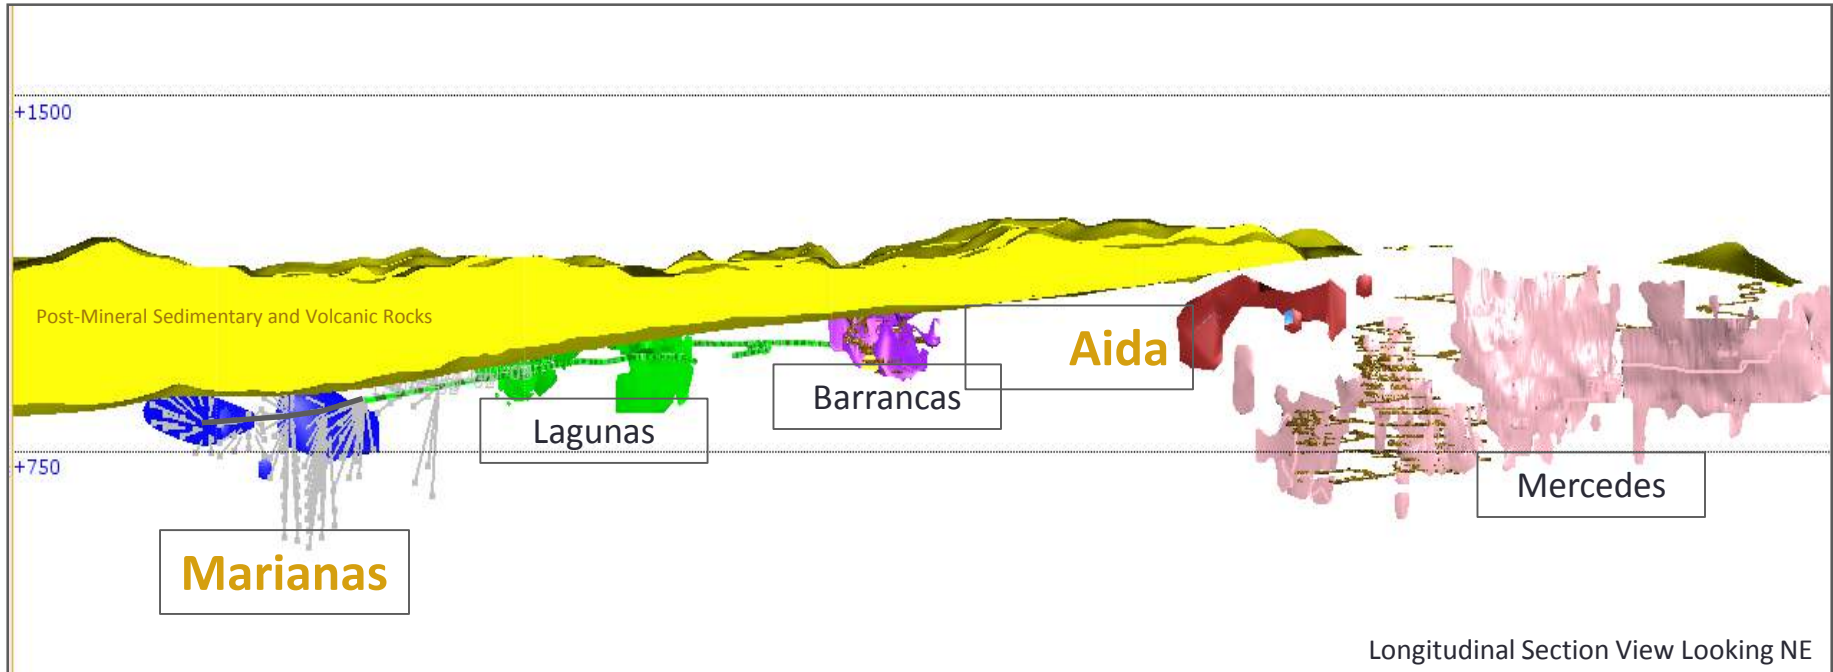 +1500
Post-Mineral Sedimentary and Volcanic Rocks
Aida
Barrancas
Lagunas
+750
Mercedes
Marianas
Longitudinal Section View Looking NE